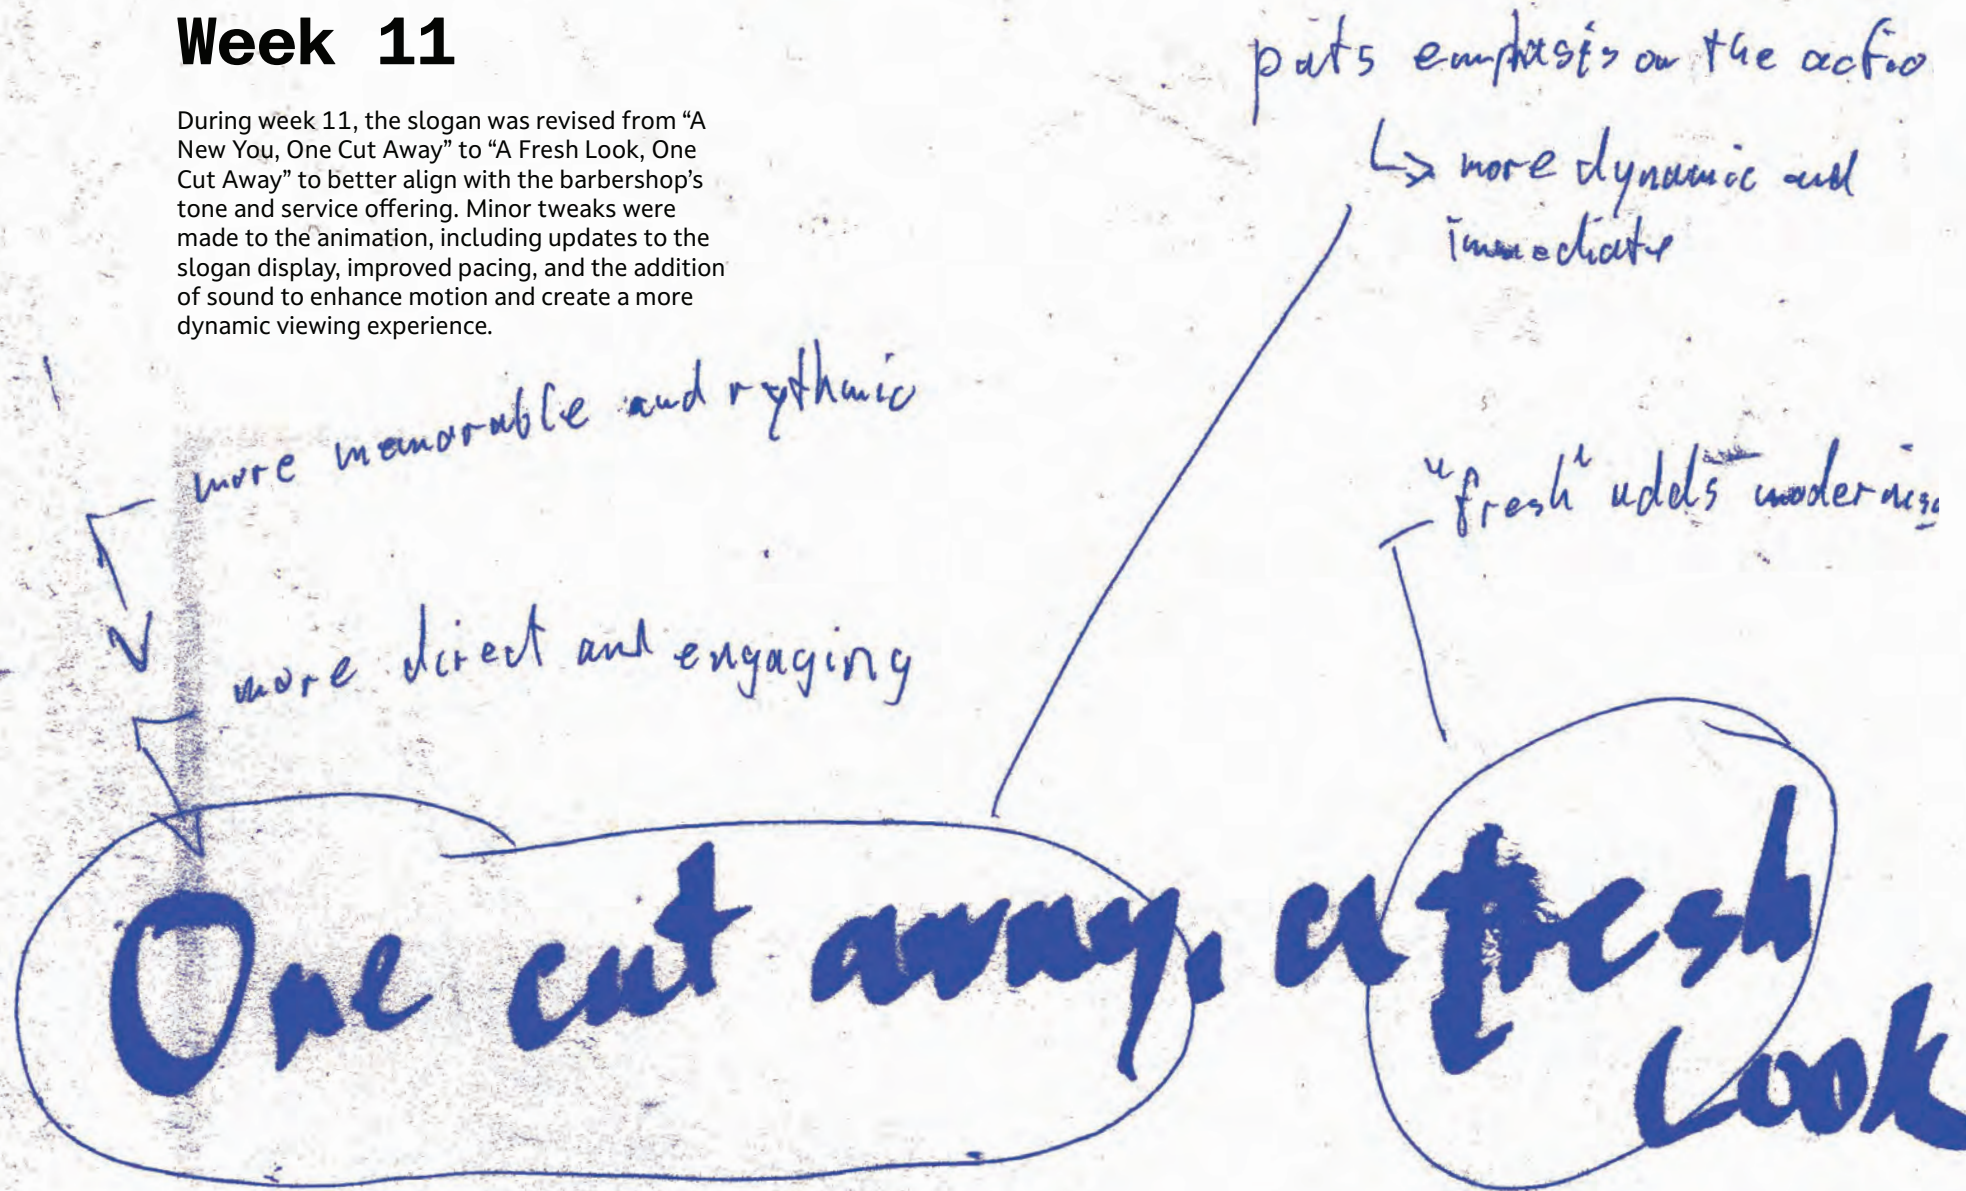 Week 11
During week 11, the slogan was revised from “A
New You, One Cut Away” to “A Fresh Look, One
Cut Away” to better align with the barbershop’s
tone and service offering. Minor tweaks were
made to the animation, including updates to the
slogan display, improved pacing, and the addition
of sound to enhance motion and create a more
dynamic viewing experience.
puts emphasis on the actio
↳ more dynamic and
immediate
more memorable and rythmic
"fresh" adds
more direct and engaging
One cut away, a fresh
look